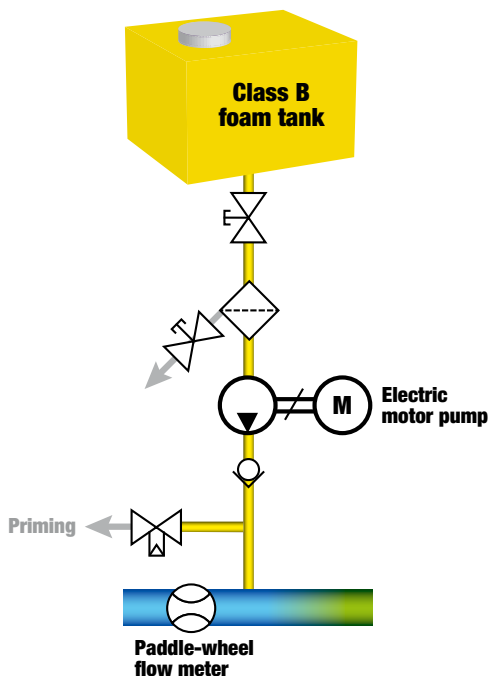 Class B
foam tank
M
Electric
motor pump
Priming
Paddle-wheel
flow meter